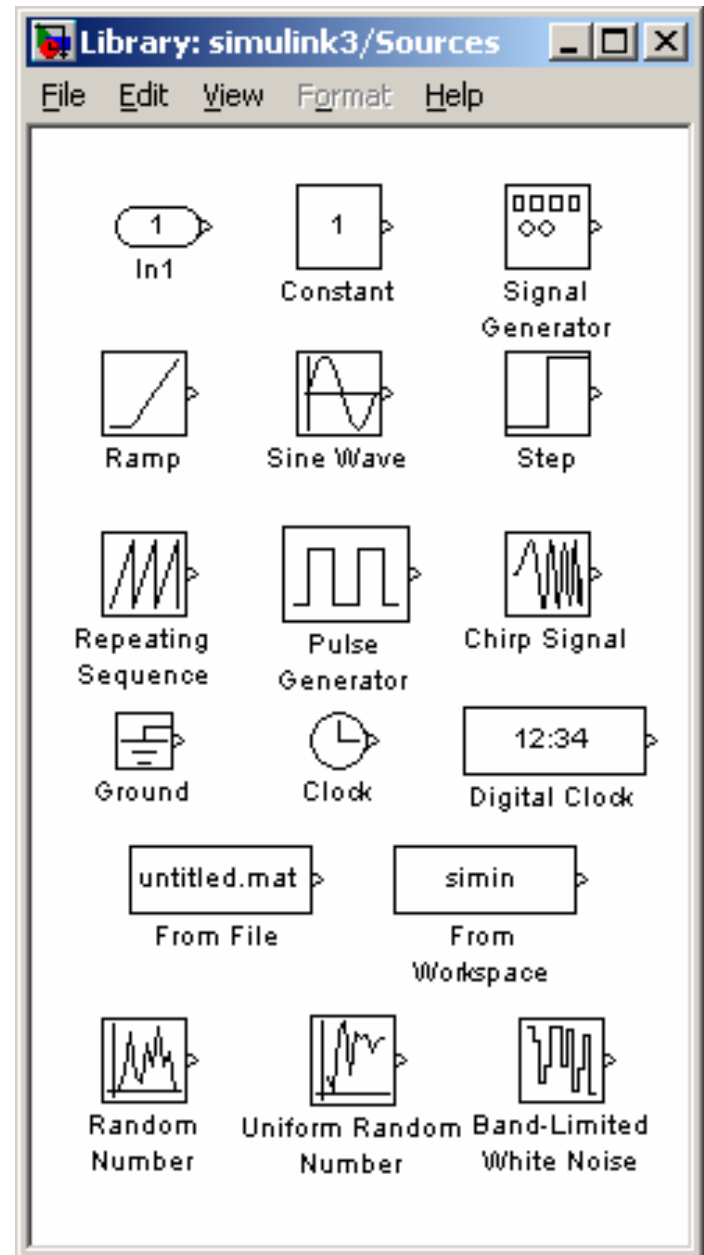 Library: simulink3/Sources
File Edit View Format Help
1
In1
1
Constant
Signal
Generator
Ramp
Sine Wave
Step
Repeating
Sequence
Pulse
Generator
Chirp Signal
Ground
Clock
12:34
Digital Clock
untitled.mat
From File
simin
From
Workspace
Random
Number
Uniform Random
Number
Band-Limited
White Noise